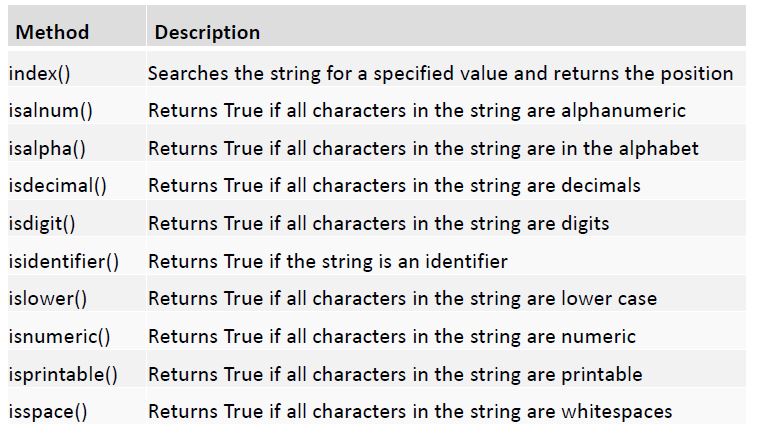 Method Description
index() Searches the string for a specified value and returns the position
isalnum() Returns True if all characters in the string are alphanumeric
isalpha() Returns True if all characters in the string are in the alphabet
isdecimal() Returns True if all characters in the string are decimals
isdigit() Returns True if all characters in the string are digits
isidentifier() Returns True if the string is an identifier
islower() Returns True if all characters in the string are lower case
isnumeric() Returns True if all characters in the string are numeric
isprintable() Returns True if all characters in the string are printable
isspace() Returns True if all characters in the string are whitespaces